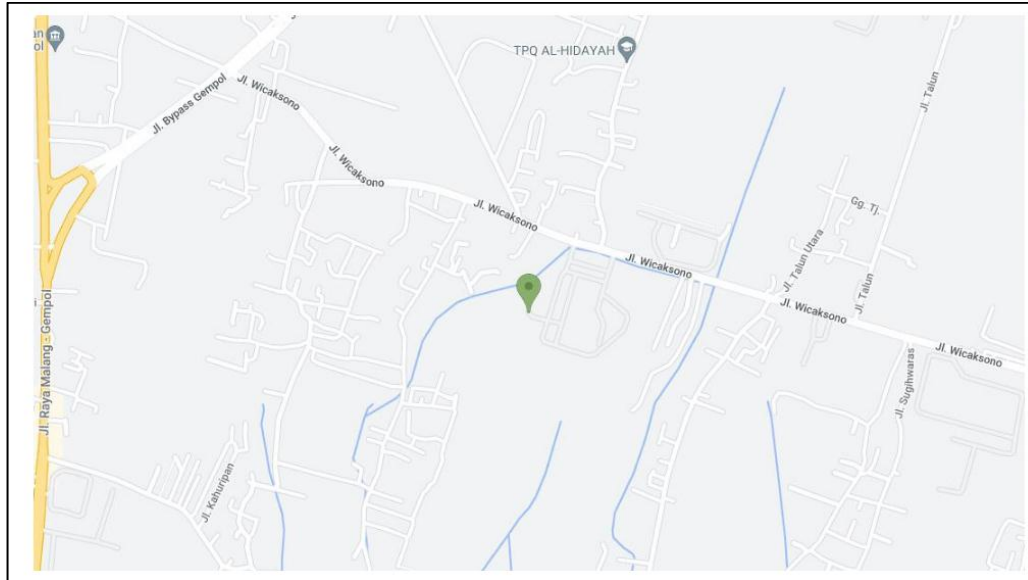 TPQ AL-HIDAYAH
Jl. Wicaksono
Jl. Bypass Gempol
Jl. Talun
Jl. Wicaksono
Gg. Tj.
Jl. Wicaksono
Jl. Talun Utara
Jl. Wicaksono
Jl. Talun
Jl. Wicaksono
Jl. Wicaksono
Jl. Raya Malang - Gempol
Jl. Sugihwaras
Jl. Kahuripan